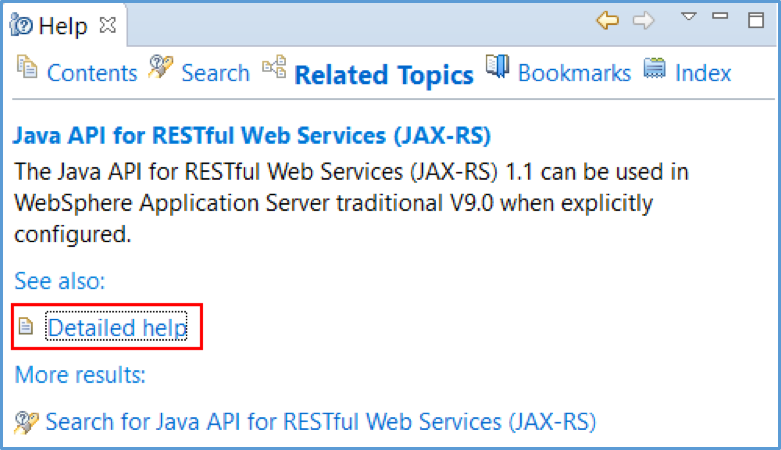 Help
Contents Search Related Topics Bookmarks Index
Java API for RESTful Web Services (JAX-RS)
The Java API for RESTful Web Services (JAX-RS) 1.1 can be used in
WebSphere Application Server traditional V9.0 when explicitly
configured.
See also:
Detailed help
More results:
Search for Java API for RESTful Web Services (JAX-RS)